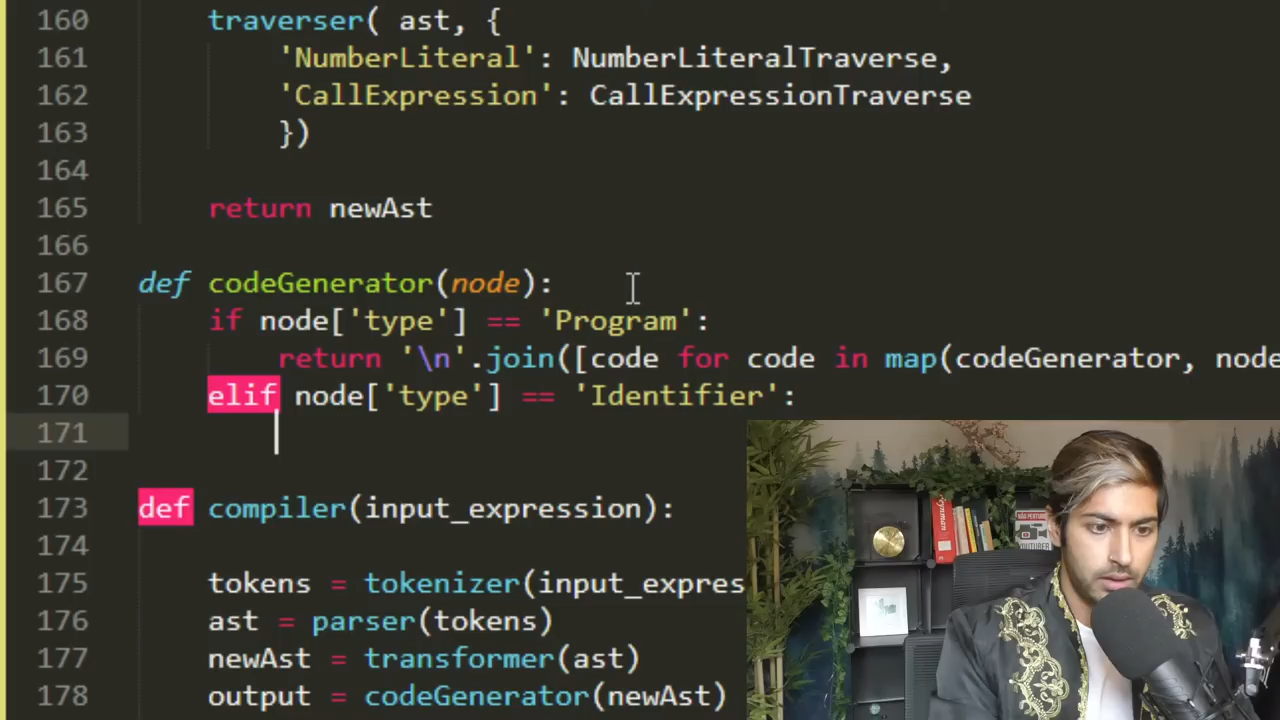 160 traverser( ast, {
161 'NumberLiteral': NumberLiteralTraverse,
162 'CallExpression': CallExpressionTraverse
163 })
164
165 return newAst
166
167 def codeGenerator(node):
168 if node['type'] == 'Program':
169 return '\n'.join([code for code in map(codeGenerator, node
170 elif node['type'] == 'Identifier':
171
172
173 def compiler(input_expression):
174
175 tokens = tokenizer(input_expres
176 ast = parser(tokens)
177 newAst = transformer(ast)
178 output = codeGenerator(newAst)